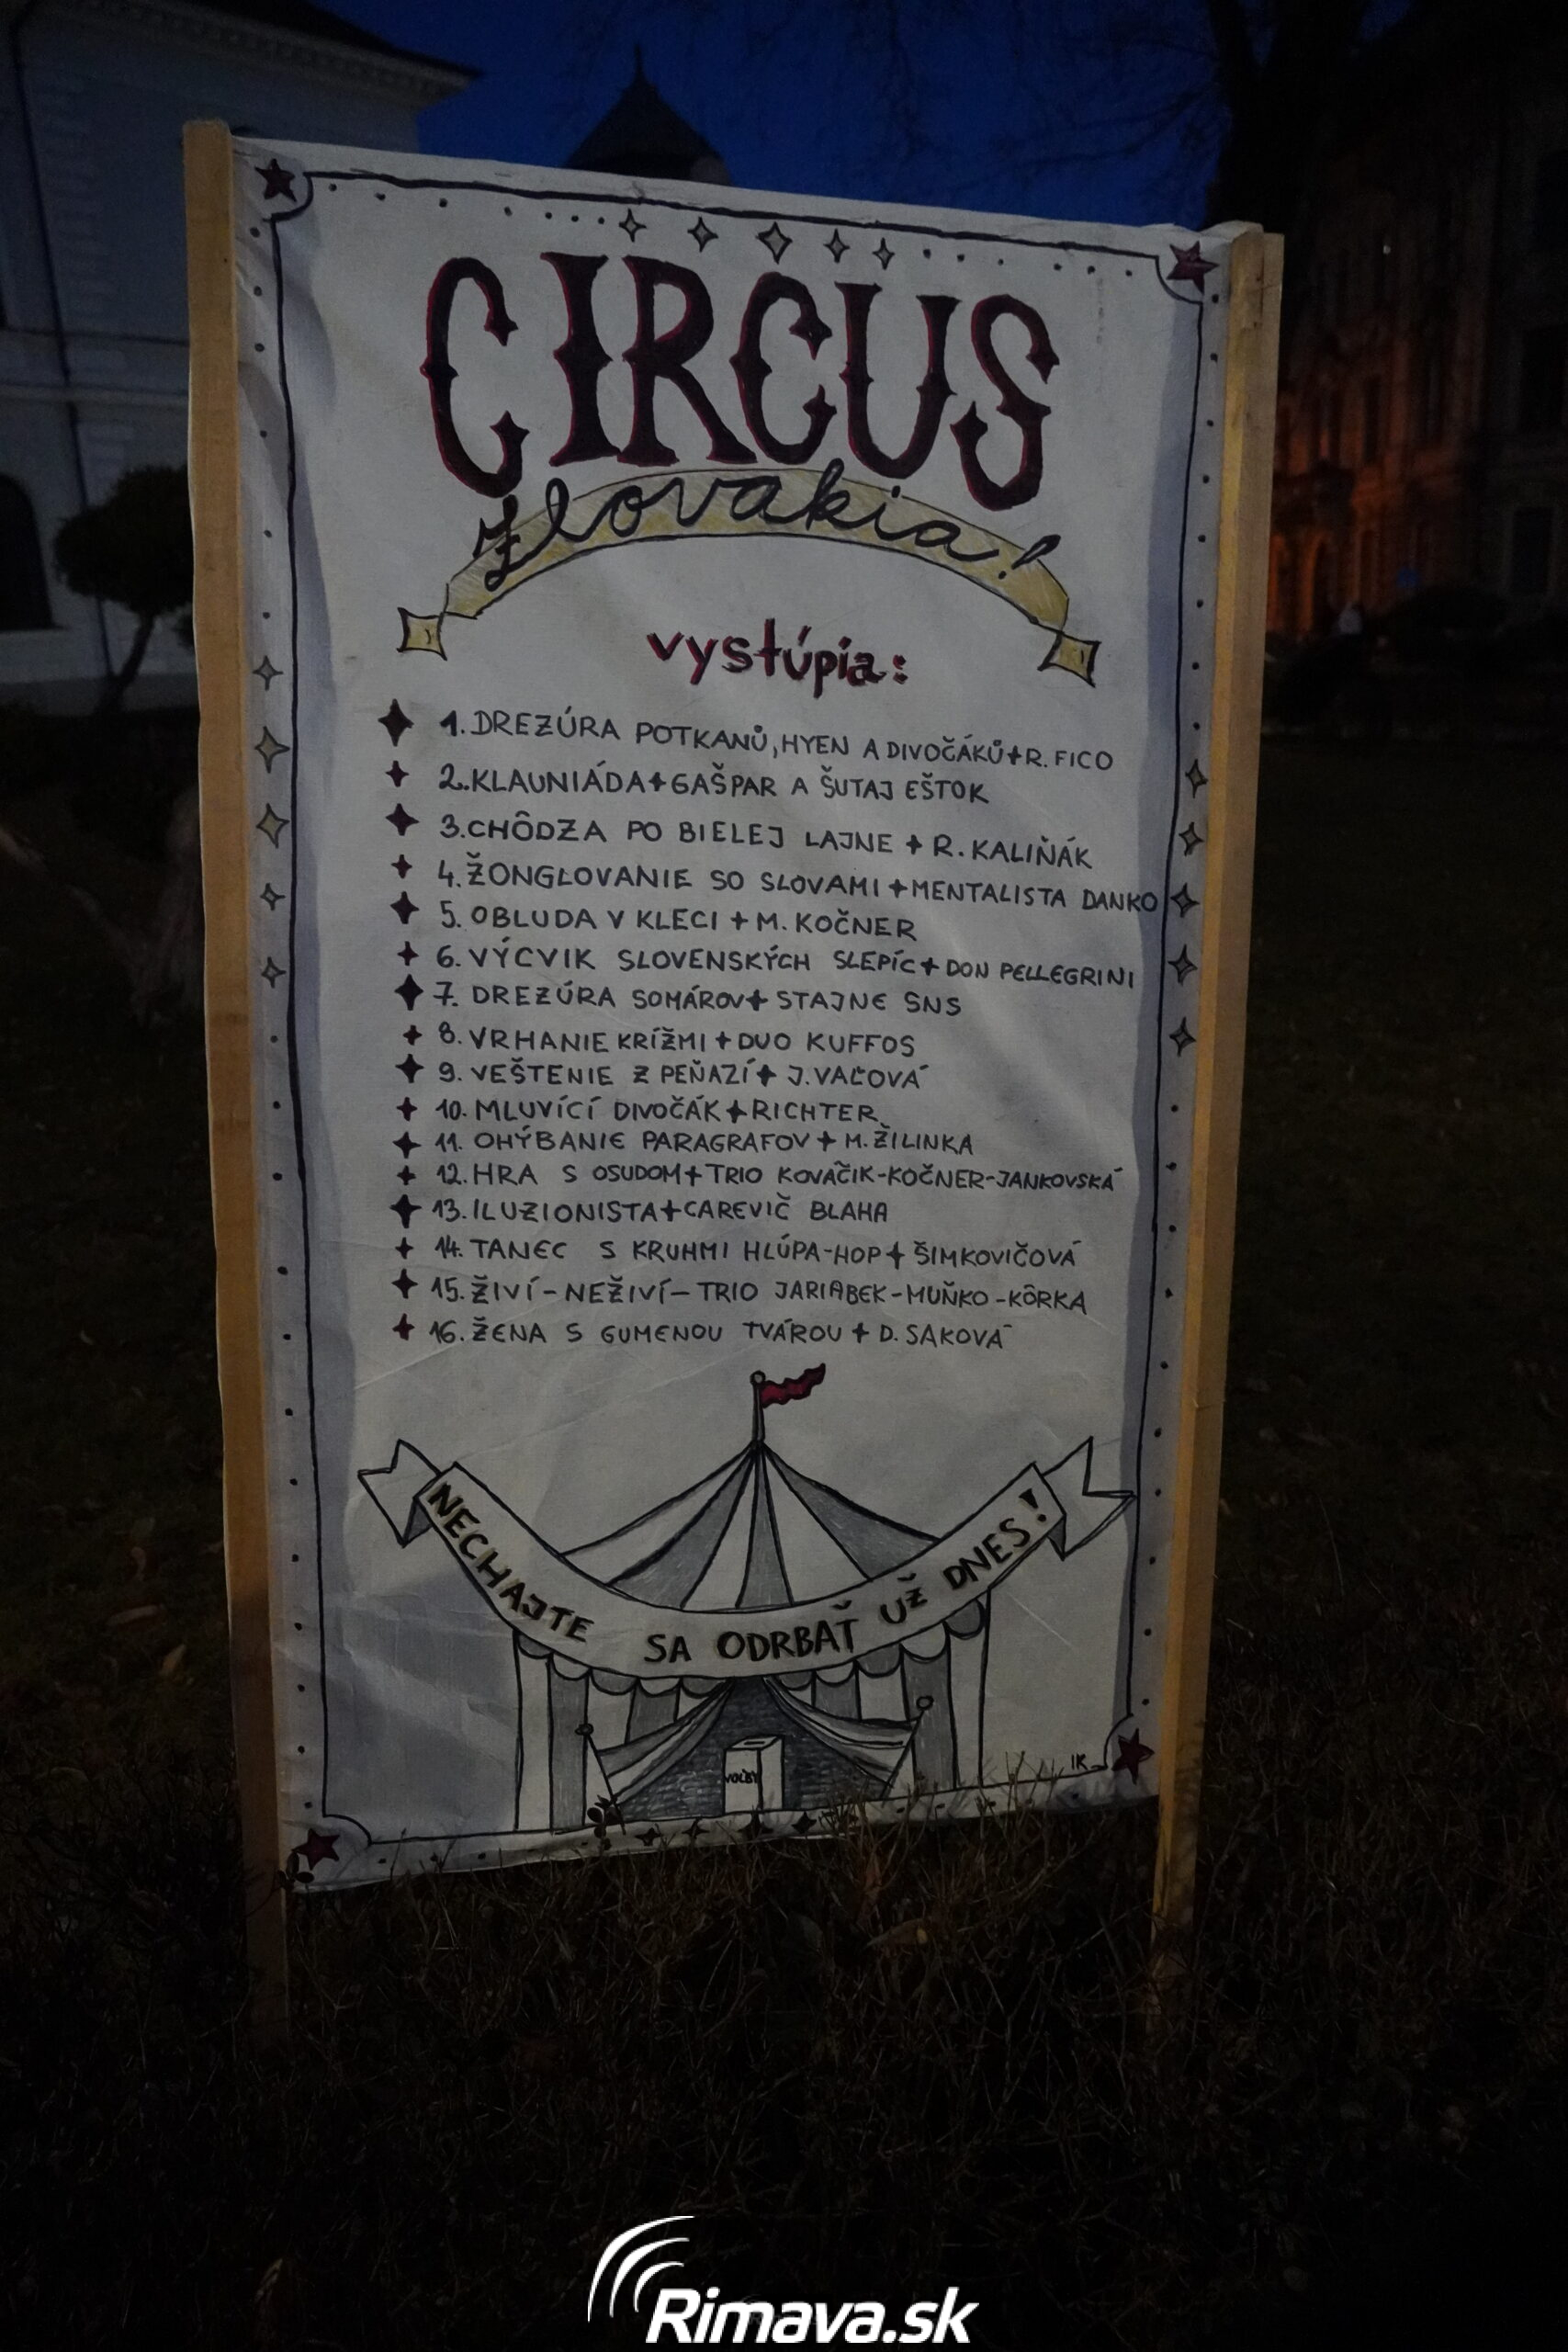 CIRCUS
Zlovakia!
vystúpia:
1. DREZÚRA POTKANŮ, HYEN A DIVOČÁKŮ + R. FICO
2. KLAUNIÁDA + GAŠPAR A ŠUTAJ EŠTOK
3. CHÔDZA PO BIELEJ LAJNE + R. KALIŇÁK
4. ŽONGLOVANIE SO SLOVAMI + MENTALISTA DANKO
5. OBLUDA V KLECI + M. KOČNER
6. VÝCVIK SLOVENSKÝCH SLEPÍC + DON PELLEGRINI
7. DREZÚRA SOMÁROV + STAJNE SNS
8. VRHANIE KRÍŽMI + DUO KUFFOS
9. VEŠTENIE Z PEŇAZÍ + J. VAĽOVÁ
10. MLUVÍCÍ DIVOČÁK + RICHTER
11. OHÝBANIE PARAGRAFOV + M. ŽILINKA
12. HRA S OSUDOM + TRIO KOVÁČIK-KOČNER-JANKOVSKÁ
13. ILUZIONISTA + CAREVIČ BLAHA
14. TANEC S KRUHMI HLÚPA-HOP + ŠIMKOVIČOVÁ
15. ŽIVÍ-NEŽIVÍ-TRIO JARIABEK-MUŇKO-KÔRKA
16. ŽENA S GUMENOU TVÁROU + D. SAKOVÁ
NECHAJTE SA ODRBAŤ UŽ DNES!
VOĽBY
IK
Rimava.sk